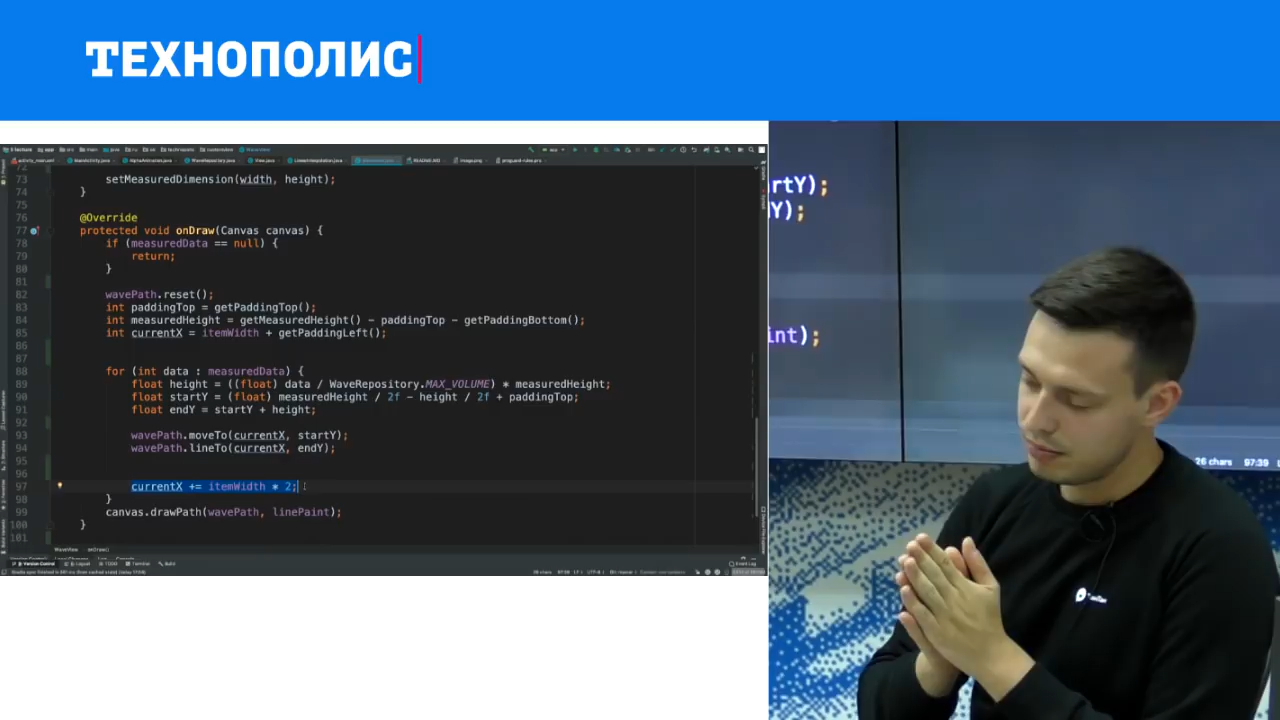 ТЕХНОПОЛИС
72
73 setMeasuredDimension(width, height);
74 }
75
76 @Override
77 protected void onDraw(Canvas canvas) {
78 if (measuredData == null) {
79 return;
80 }
81
82 wavePath.reset();
83 int paddingTop = getPaddingTop();
84 int measuredHeight = getMeasuredHeight() - paddingTop - getPaddingBottom();
85 int currentX = itemWidth + getPaddingLeft();
86
87
88 for (int data : measuredData) {
89 float height = ((float) data / WaveRepository.MAX_VOLUME) * measuredHeight;
90 float startY = (float) measuredHeight / 2f - height / 2f + paddingTop;
91 float endY = startY + height;
92
93 wavePath.moveTo(currentX, startY);
94 wavePath.lineTo(currentX, endY);
95
96
97 currentX += itemWidth * 2;
98 }
99 canvas.drawPath(wavePath, linePaint);
100 }
101
WaveView onDraw()
rtY);
Y);
int);
26 chars 97:39